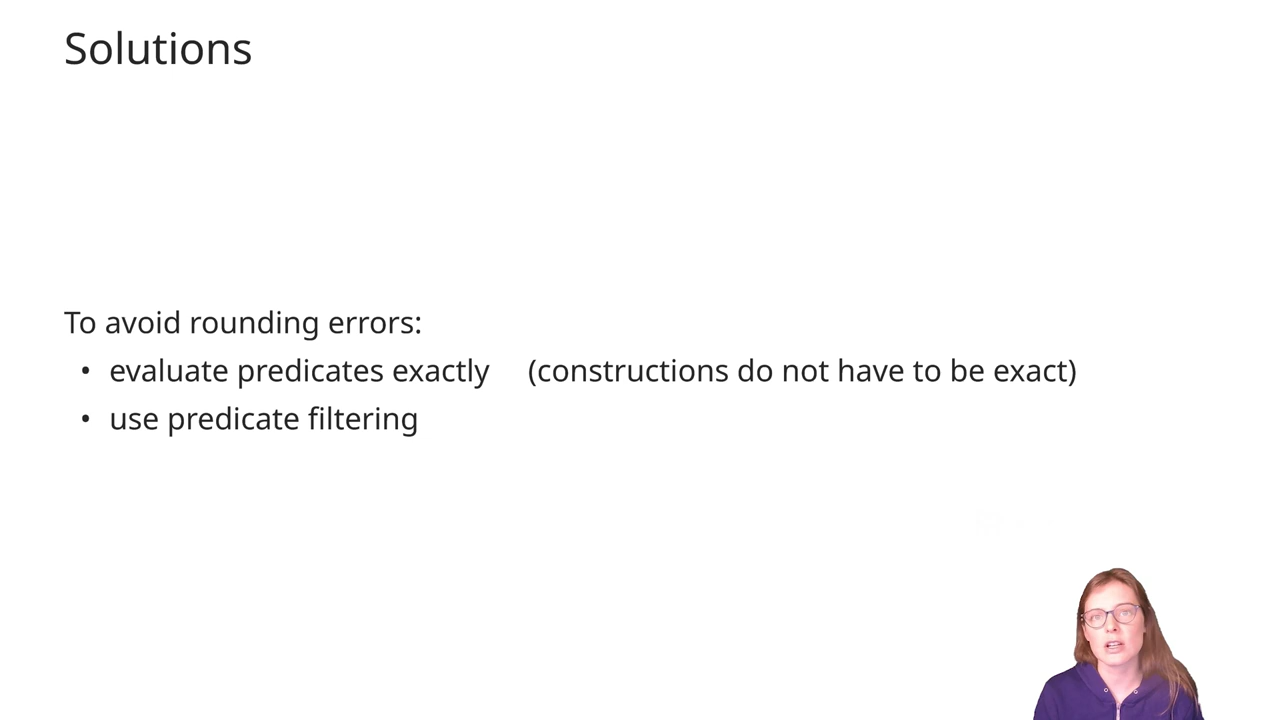 Solutions
To avoid rounding errors:
• evaluate predicates exactly (constructions do not have to be exact)
• use predicate filtering